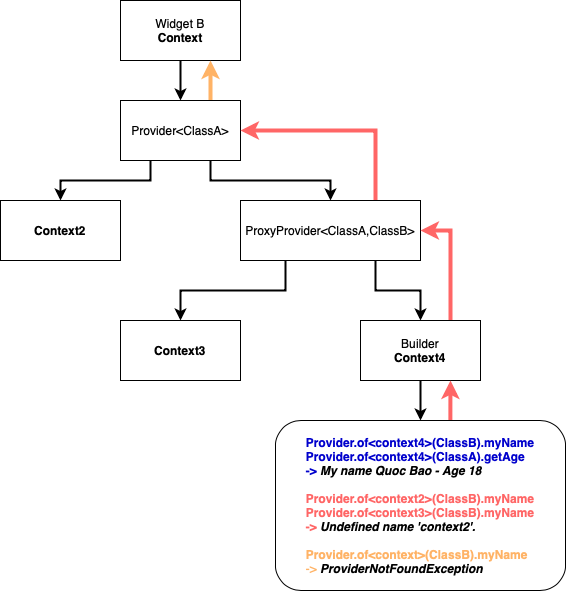 Widget B
Context
Provider<ClassA>
Context2
ProxyProvider<ClassA,ClassB>
Context3
Builder
Context4
Provider.of<context4>(ClassB).myName
Provider.of<context4>(ClassA).getAge
-> My name Quoc Bao - Age 18
Provider.of<context2>(ClassB).myName
Provider.of<context3>(ClassB).myName
-> Undefined name 'context2'.
Provider.of<context>(ClassB).myName
-> ProviderNotFoundException